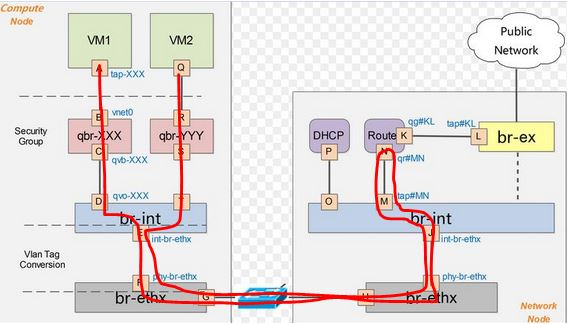 Compute
Node
VM1
VM2
A
Q
tap-XXX
Public
Network
B
vnet0
R
Security
Group
qbr-XXX
qbr-YYY
C
qvb-XXX
S
DHCP
P
Route
N
K
qg#KL
tap#KL
L
br-ex
qr#MN
D
qvo-XXX
T
O
M
tap#MN
br-int
br-int
E
int-br-ethx
J
int-br-ethx
Vlan Tag
Conversion
F
phy-br-ethx
phy-br-ethx
br-ethx
G
H
br-ethx
Network
Node